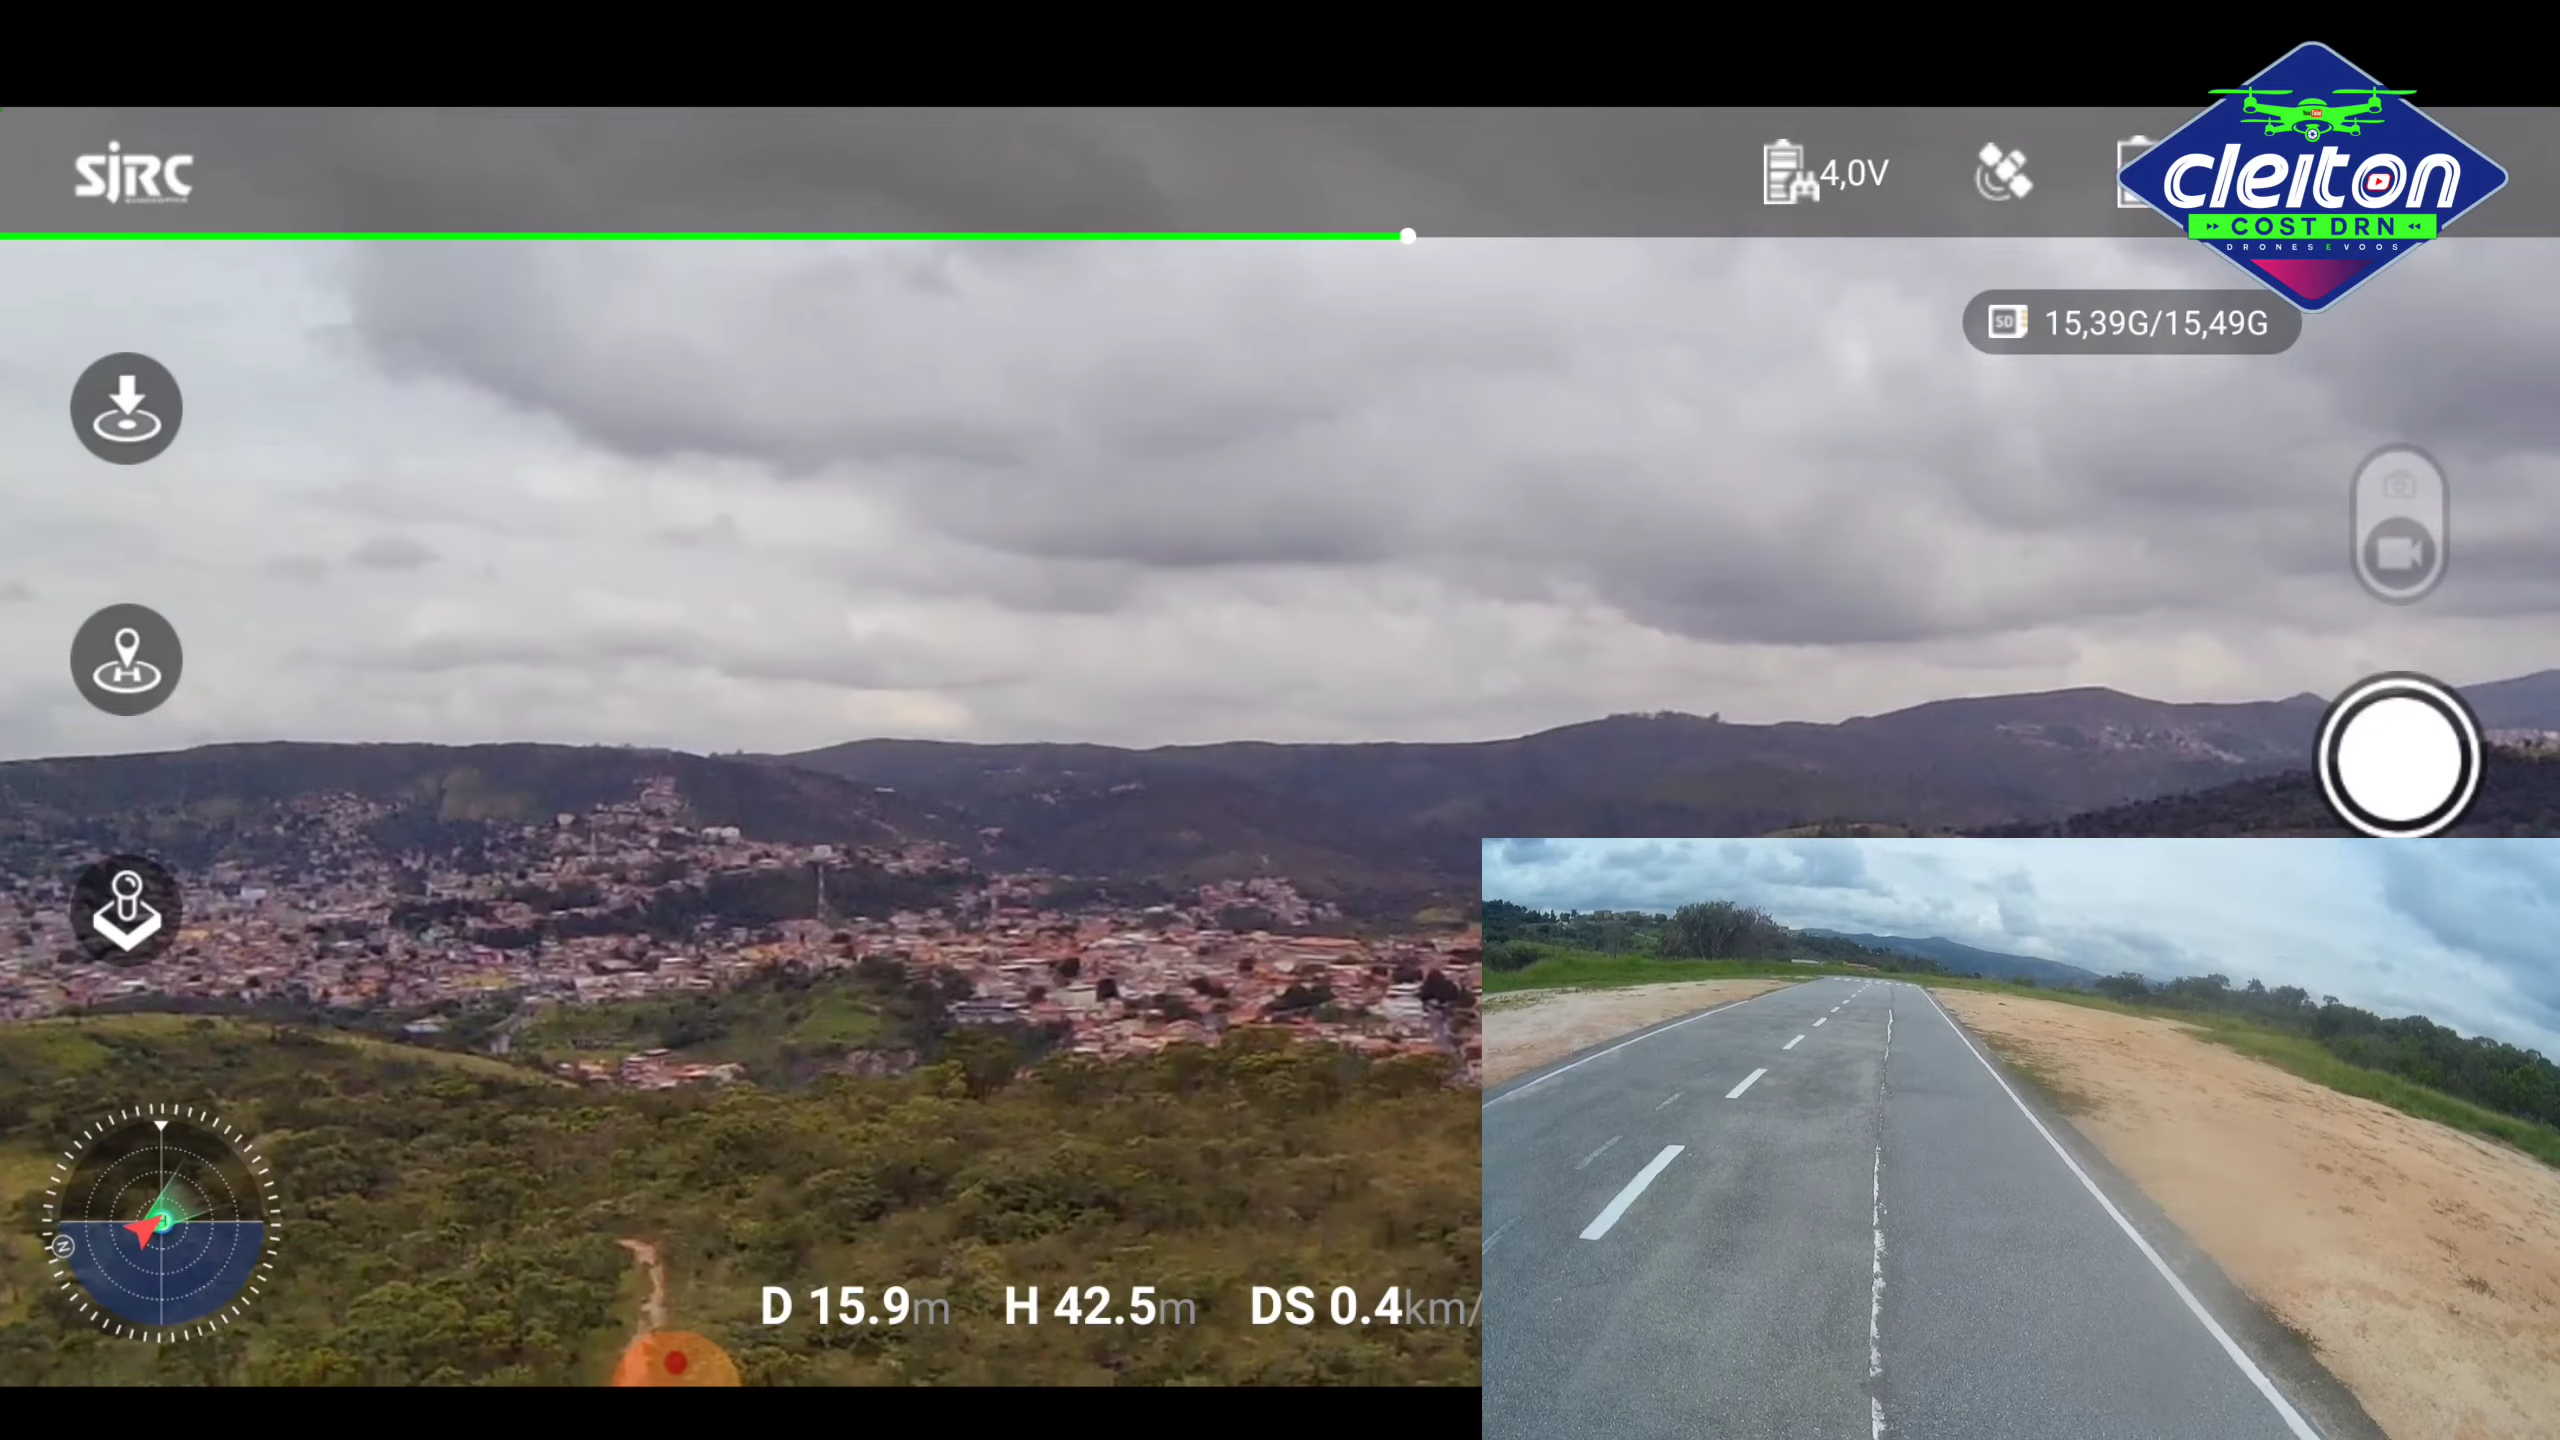 SJRC
4,0V
cleiton
COST DRN
DRONES E VOOS
SD 15,39G/15,49G
H
N
D 15.9m H 42.5m DS 0.4km/